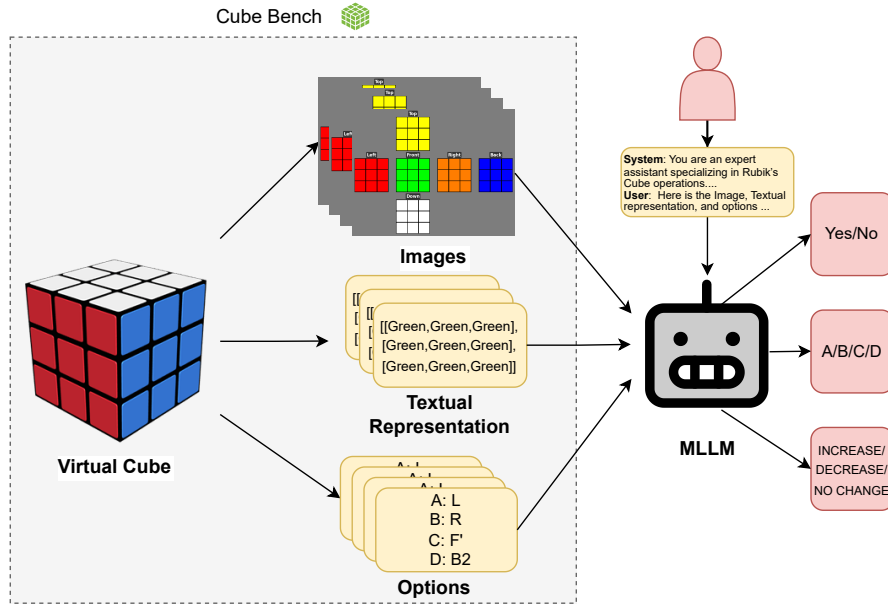 Cube Bench
Top
Top
Top
Left
Left
Front
Right
Back
Down
Images
[[Green,Green,Green],
[Green,Green,Green],
[Green,Green,Green]]
Textual
Representation
Virtual Cube
A: L
B: R
C: F'
D: B2
Options
System: You are an expert
assistant specializing in Rubik's
Cube operations....
User: Here is the Image, Textual
representation, and options ...
MLLM
Yes/No
A/B/C/D
INCREASE/
DECREASE/
NO CHANGE